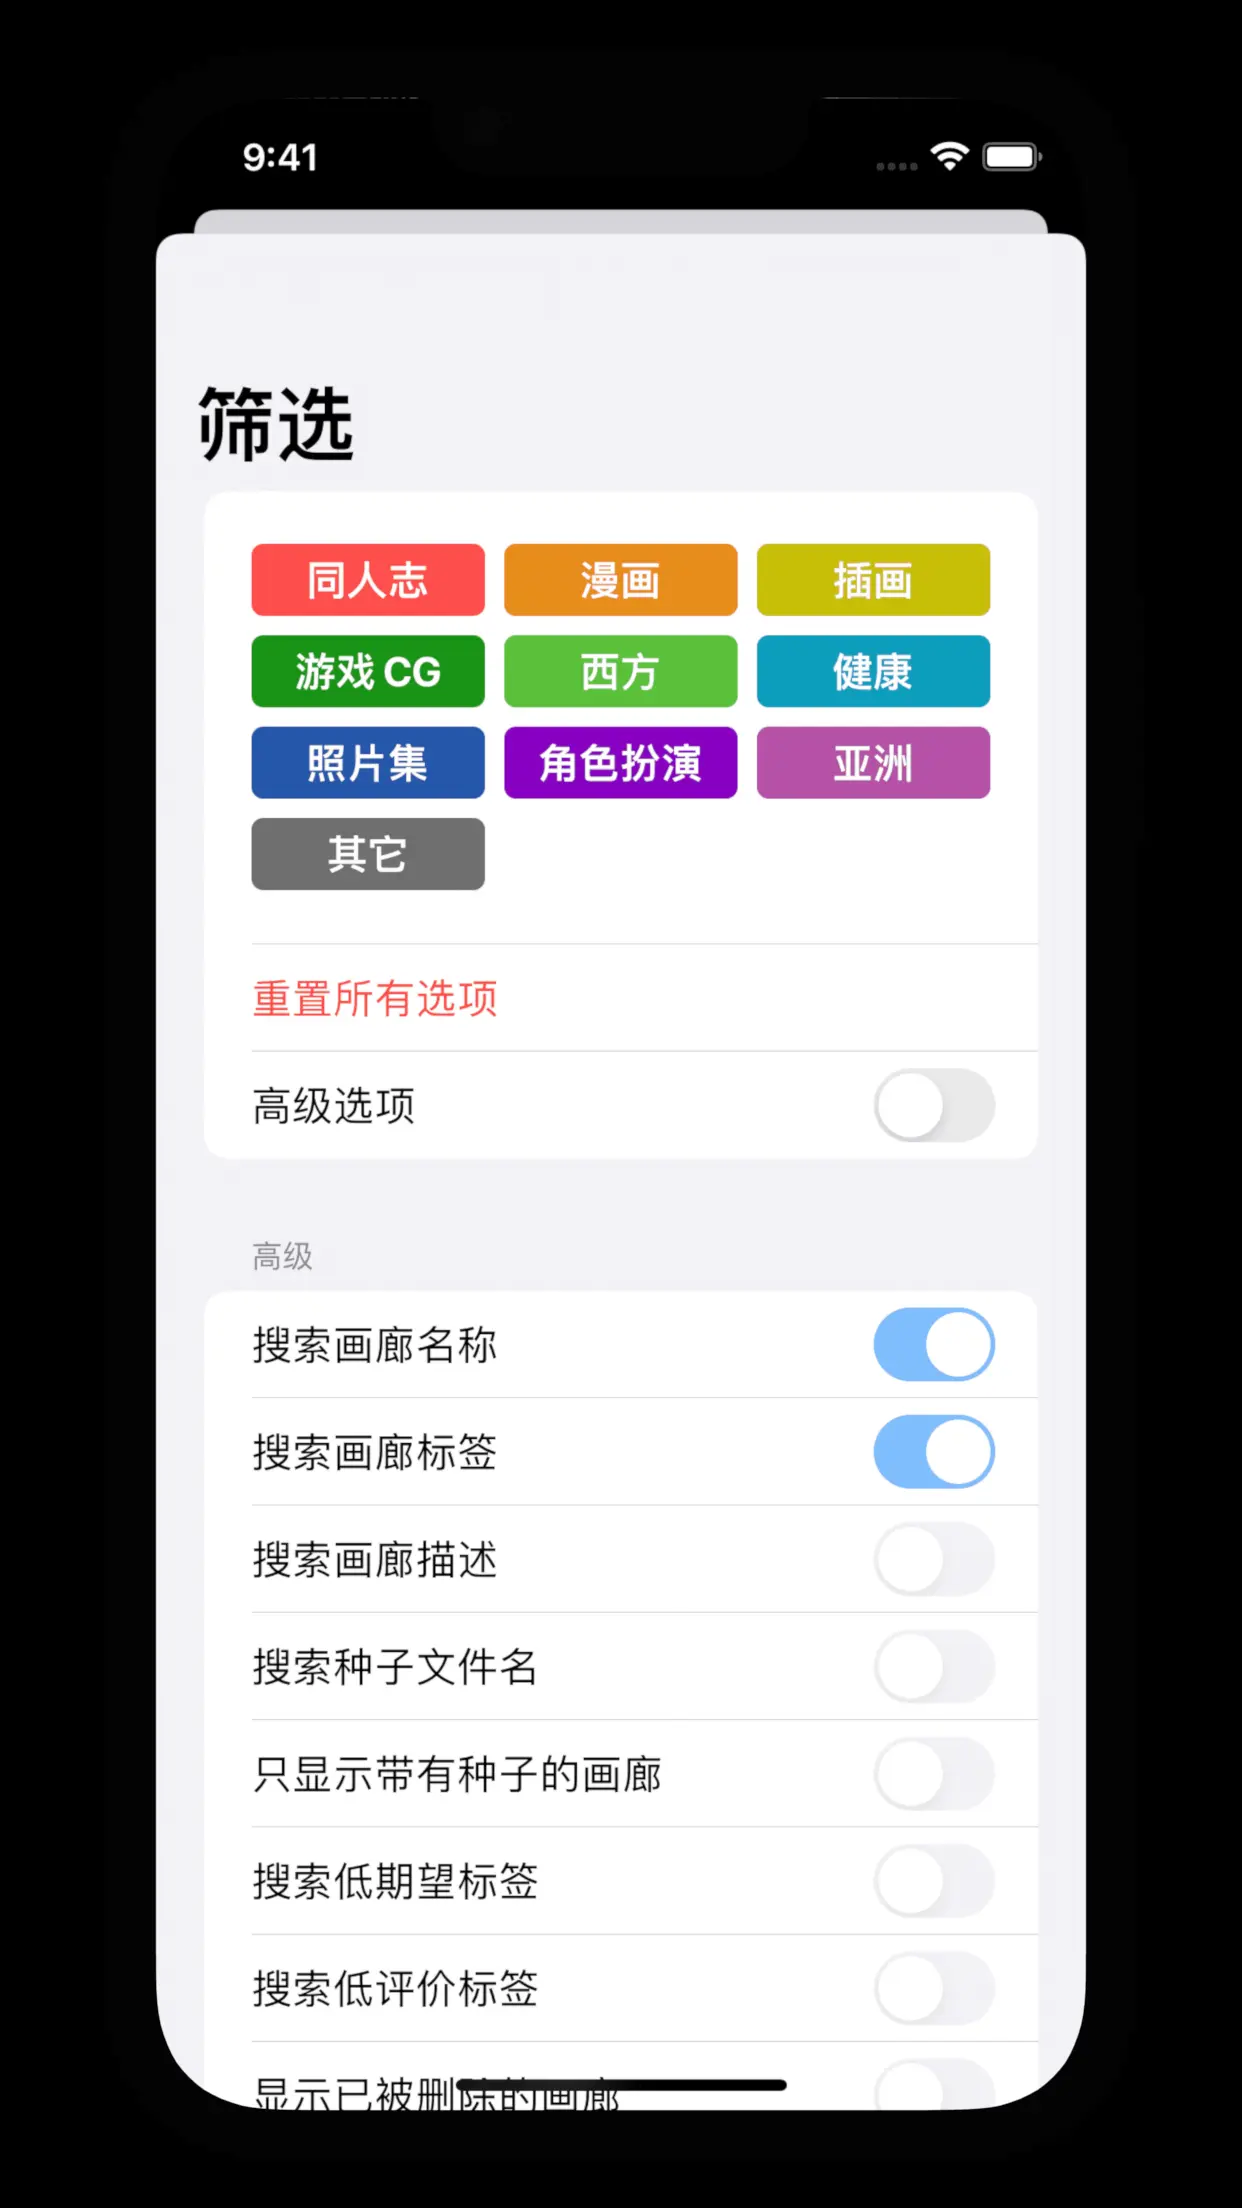 9:41
筛选
同人志
漫画
插画
游戏 CG
西方
健康
照片集
角色扮演
亚洲
其它
重置所有选项
高级选项
高级
搜索画廊名称
搜索画廊标签
搜索画廊描述
搜索种子文件名
只显示带有种子的画廊
搜索低期望标签
搜索低评价标签
显示已被删除的画廊